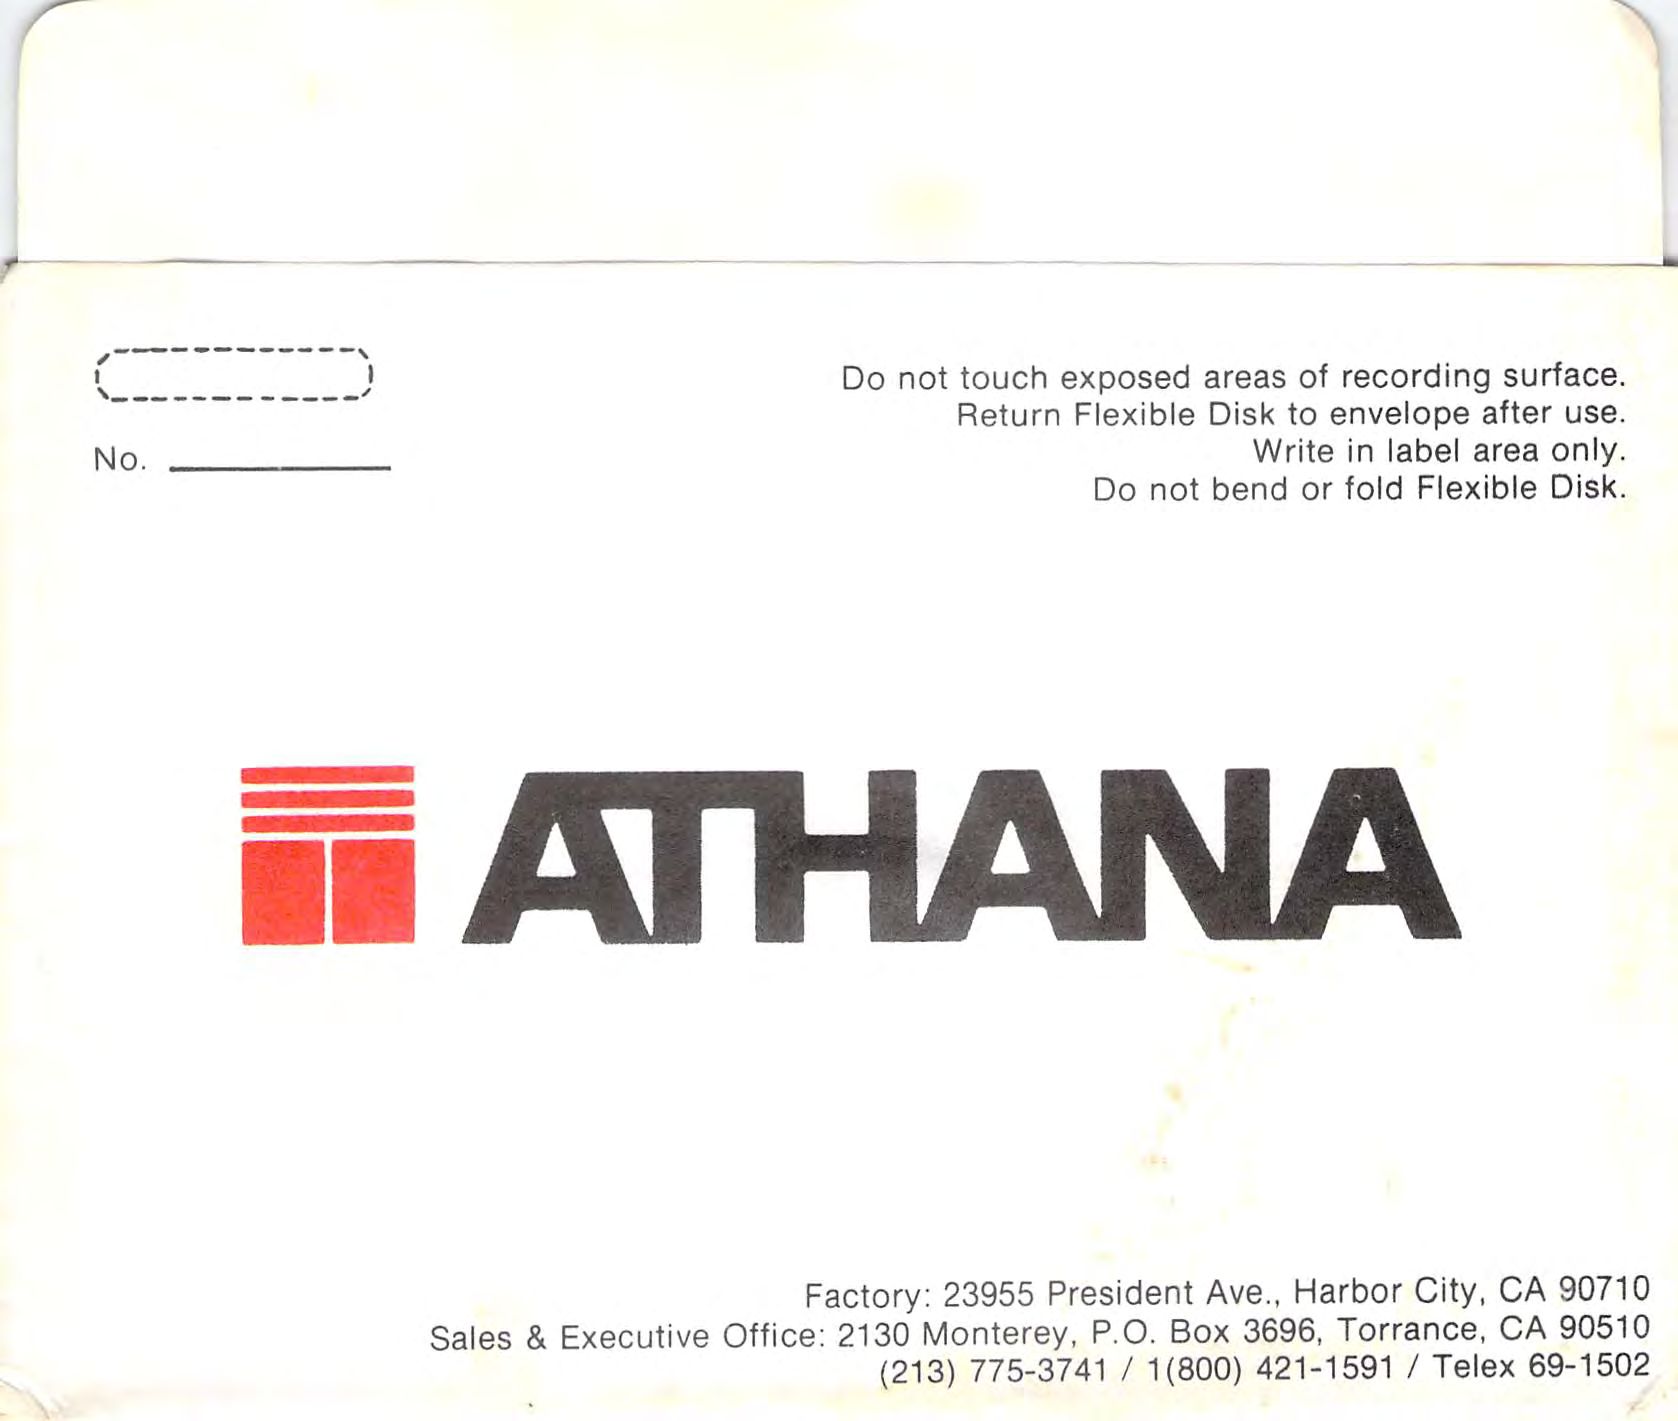 Do not touch exposed areas of recording surface.
Return Flexible Disk to envelope after use.
Write in label area only.
Do not bend or fold Flexible Disk.
No.
ATHANA
Factory: 23955 President Ave., Harbor City, CA 90710
Sales & Executive Office: 2130 Monterey, P.O. Box 3696, Torrance, CA 90510
(213) 775-3741 / 1(800) 421-1591 / Telex 69-1502